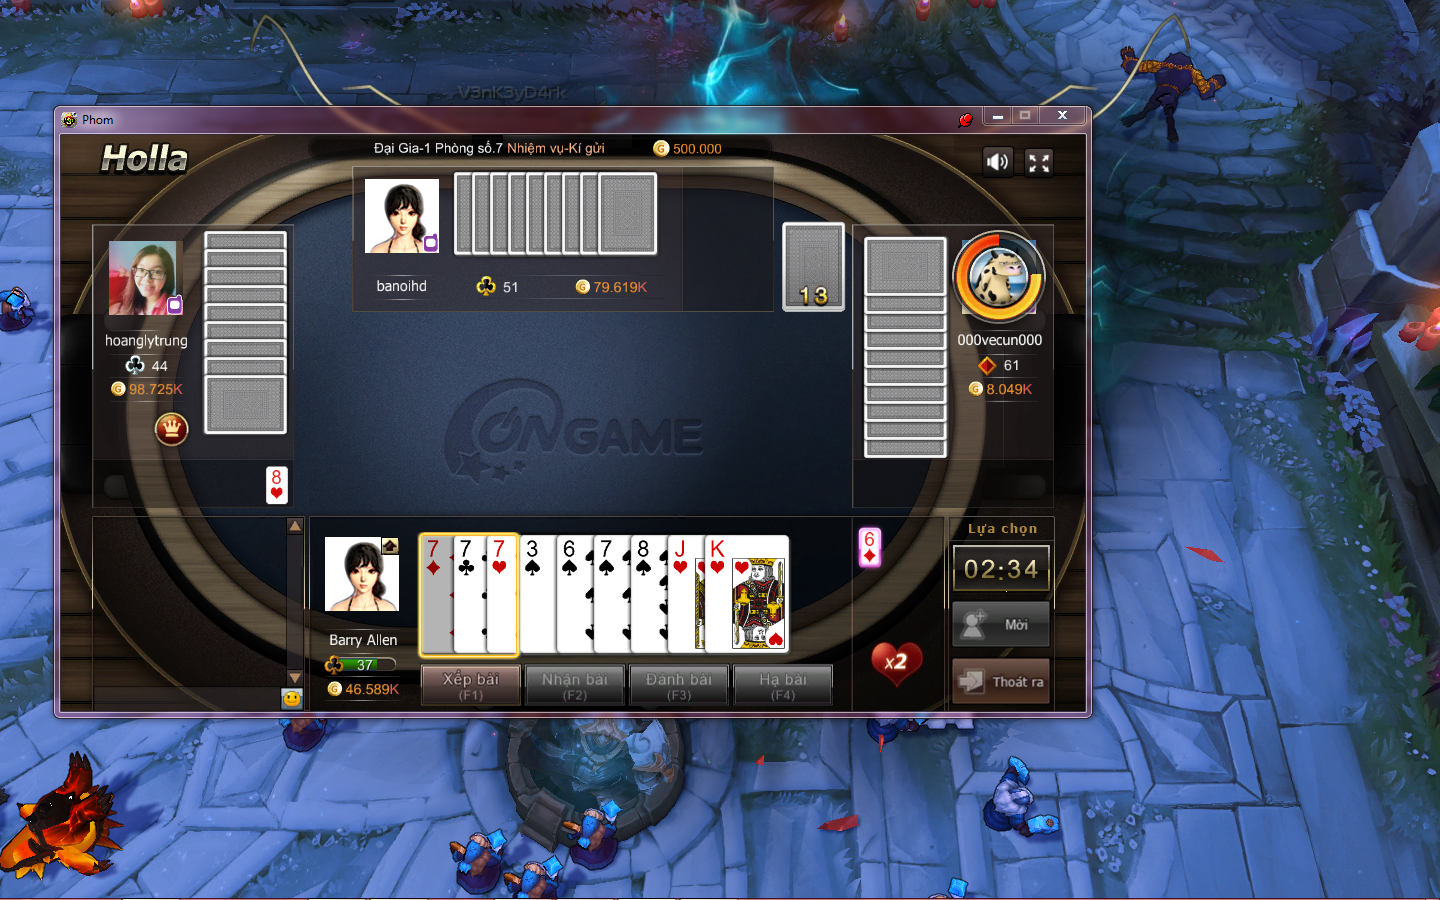 V3nK3yD4rk
Phom
Holla
Đại Gia-1 Phòng số.7 Nhiệm vụ-Kí gửi
G 500.000
banoihd
51
G 79.619K
13
hoanglytrung
44
G 98.725K
000vecun000
61
G 8.049K
ONGAME
8
6
Lựa chọn
02:34
Mời
Thoát ra
x2
7 7 7 3 6 7 8 J K
Barry Allen
37
G 46.589K
Xếp bài
(F1)
Nhận bài
(F2)
Đánh bài
(F3)
Hạ bài
(F4)